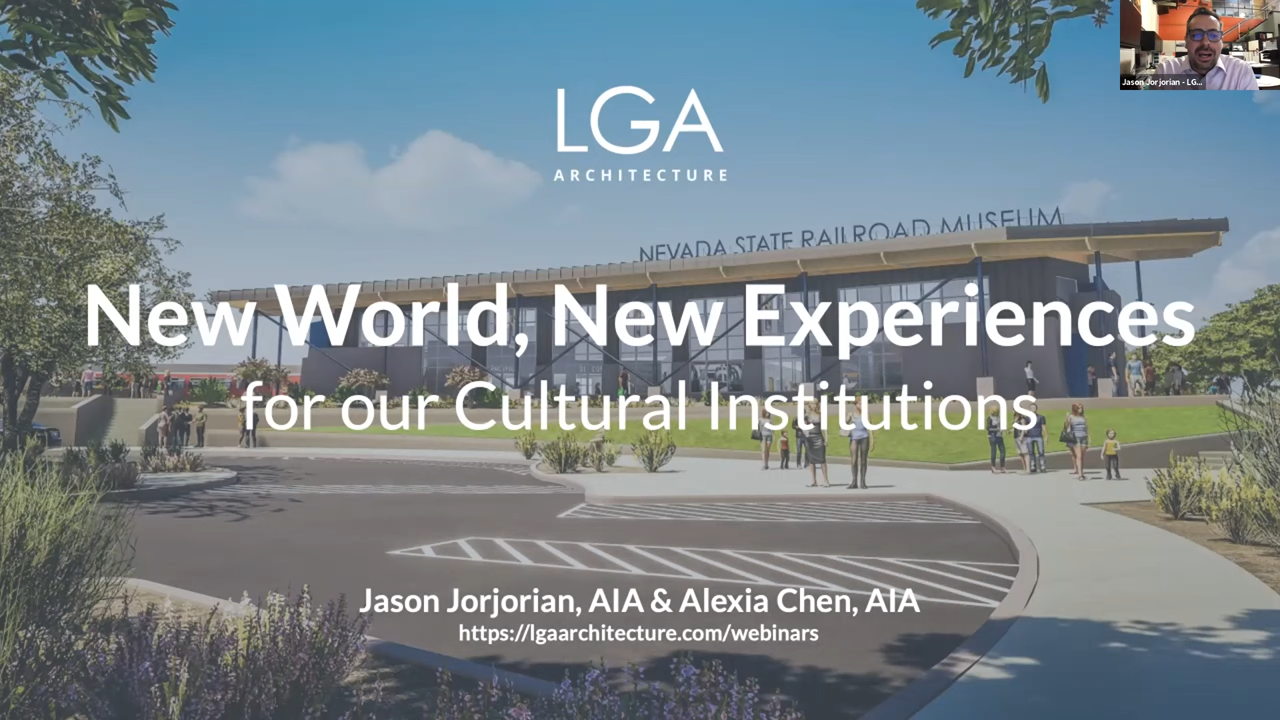 Jason Jorjorian - LG...
LGA
ARCHITECTURE
NEVADA STATE RAILROAD MUSEUM
New World, New Experiences
for our Cultural Institutions
Jason Jorjorian, AIA & Alexia Chen, AIA
https://lgaarchitecture.com/webinars